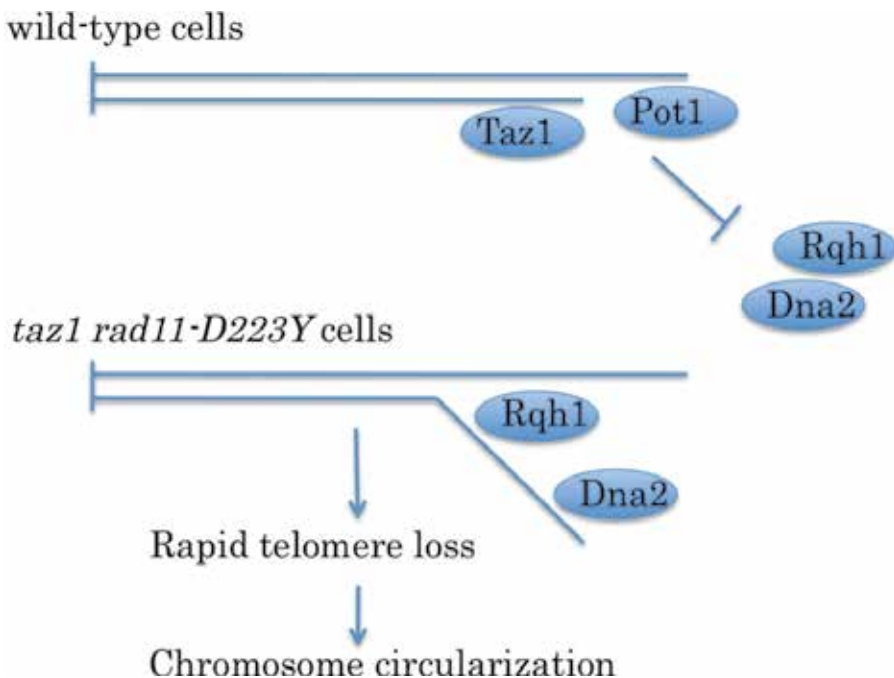 wild-type cells
Taz1
Pot1
Rqh1
Dna2
taz1 rad11-D223Y cells
Rqh1
Dna2
Rapid telomere loss
Chromosome circularization